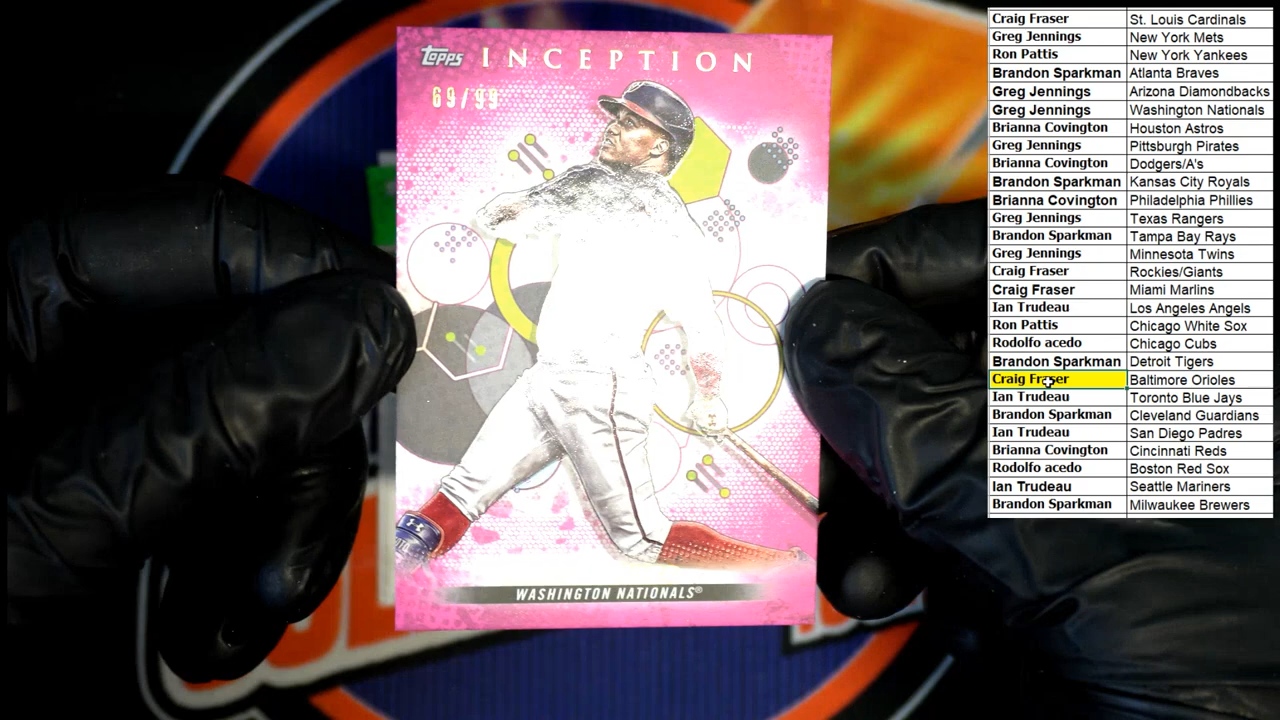 Topps INCEPTION
69/99
WASHINGTON NATIONALS®
Craig Fraser St. Louis Cardinals
Greg Jennings New York Mets
Ron Pattis New York Yankees
Brandon Sparkman Atlanta Braves
Greg Jennings Arizona Diamondbacks
Greg Jennings Washington Nationals
Brianna Covington Houston Astros
Greg Jennings Pittsburgh Pirates
Brianna Covington Dodgers/A's
Brandon Sparkman Kansas City Royals
Brianna Covington Philadelphia Phillies
Greg Jennings Texas Rangers
Brandon Sparkman Tampa Bay Rays
Greg Jennings Minnesota Twins
Craig Fraser Rockies/Giants
Craig Fraser Miami Marlins
Ian Trudeau Los Angeles Angels
Ron Pattis Chicago White Sox
Rodolfo acedo Chicago Cubs
Brandon Sparkman Detroit Tigers
Craig Fraser Baltimore Orioles
Ian Trudeau Toronto Blue Jays
Brandon Sparkman Cleveland Guardians
Ian Trudeau San Diego Padres
Brianna Covington Cincinnati Reds
Rodolfo acedo Boston Red Sox
Ian Trudeau Seattle Mariners
Brandon Sparkman Milwaukee Brewers